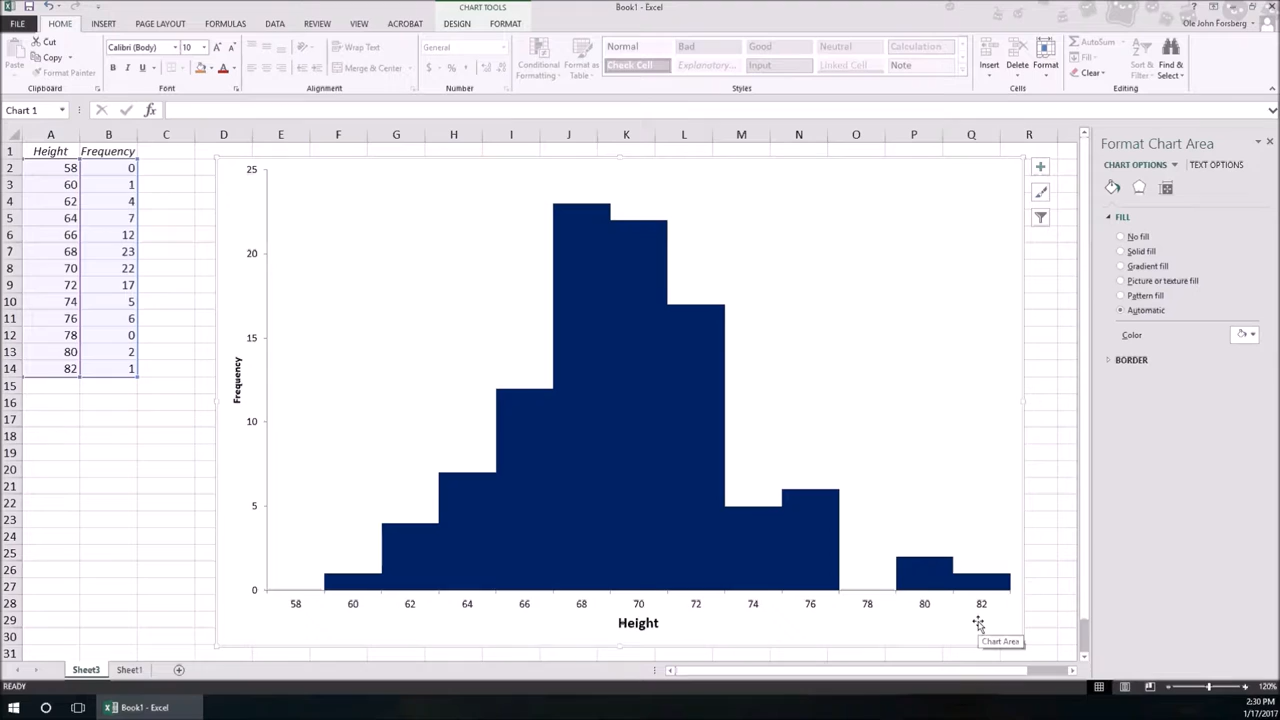 Book1 - Excel
CHART TOOLS
FILE HOME INSERT PAGE LAYOUT FORMULAS DATA REVIEW VIEW ACROBAT DESIGN FORMAT
Ole John Forsberg
Cut
Copy
Format Painter
Paste
Clipboard
Calibri (Body) 10
Font
Wrap Text
Merge & Center
Alignment
General
Number
Conditional Formatting
Format as Table
Normal Bad Good Neutral Calculation
Check Cell Explanatory... Input Linked Cell Note
Styles
Insert Delete Format
Cells
AutoSum
Fill
Clear
Sort & Filter
Find & Select
Editing
Chart 1
A B C D E F G H I J K L M N O P Q R
1 Height Frequency
2 58 0
3 60 1
4 62 4
5 64 7
6 66 12
7 68 23
8 70 22
9 72 17
10 74 5
11 76 6
12 78 0
13 80 2
14 82 1
15
16
17
18
19
20
21
22
23
24
25
26
27
28
29
30
31
25
20
15
10
5
0
Frequency
58 60 62 64 66 68 70 72 74 76 78 80 82
Height
Chart Area
Format Chart Area
CHART OPTIONS TEXT OPTIONS
FILL
No fill
Solid fill
Gradient fill
Picture or texture fill
Pattern fill
Automatic
Color
BORDER
Sheet3 Sheet1
READY
120%
Book1 - Excel
2:30 PM
1/17/2017